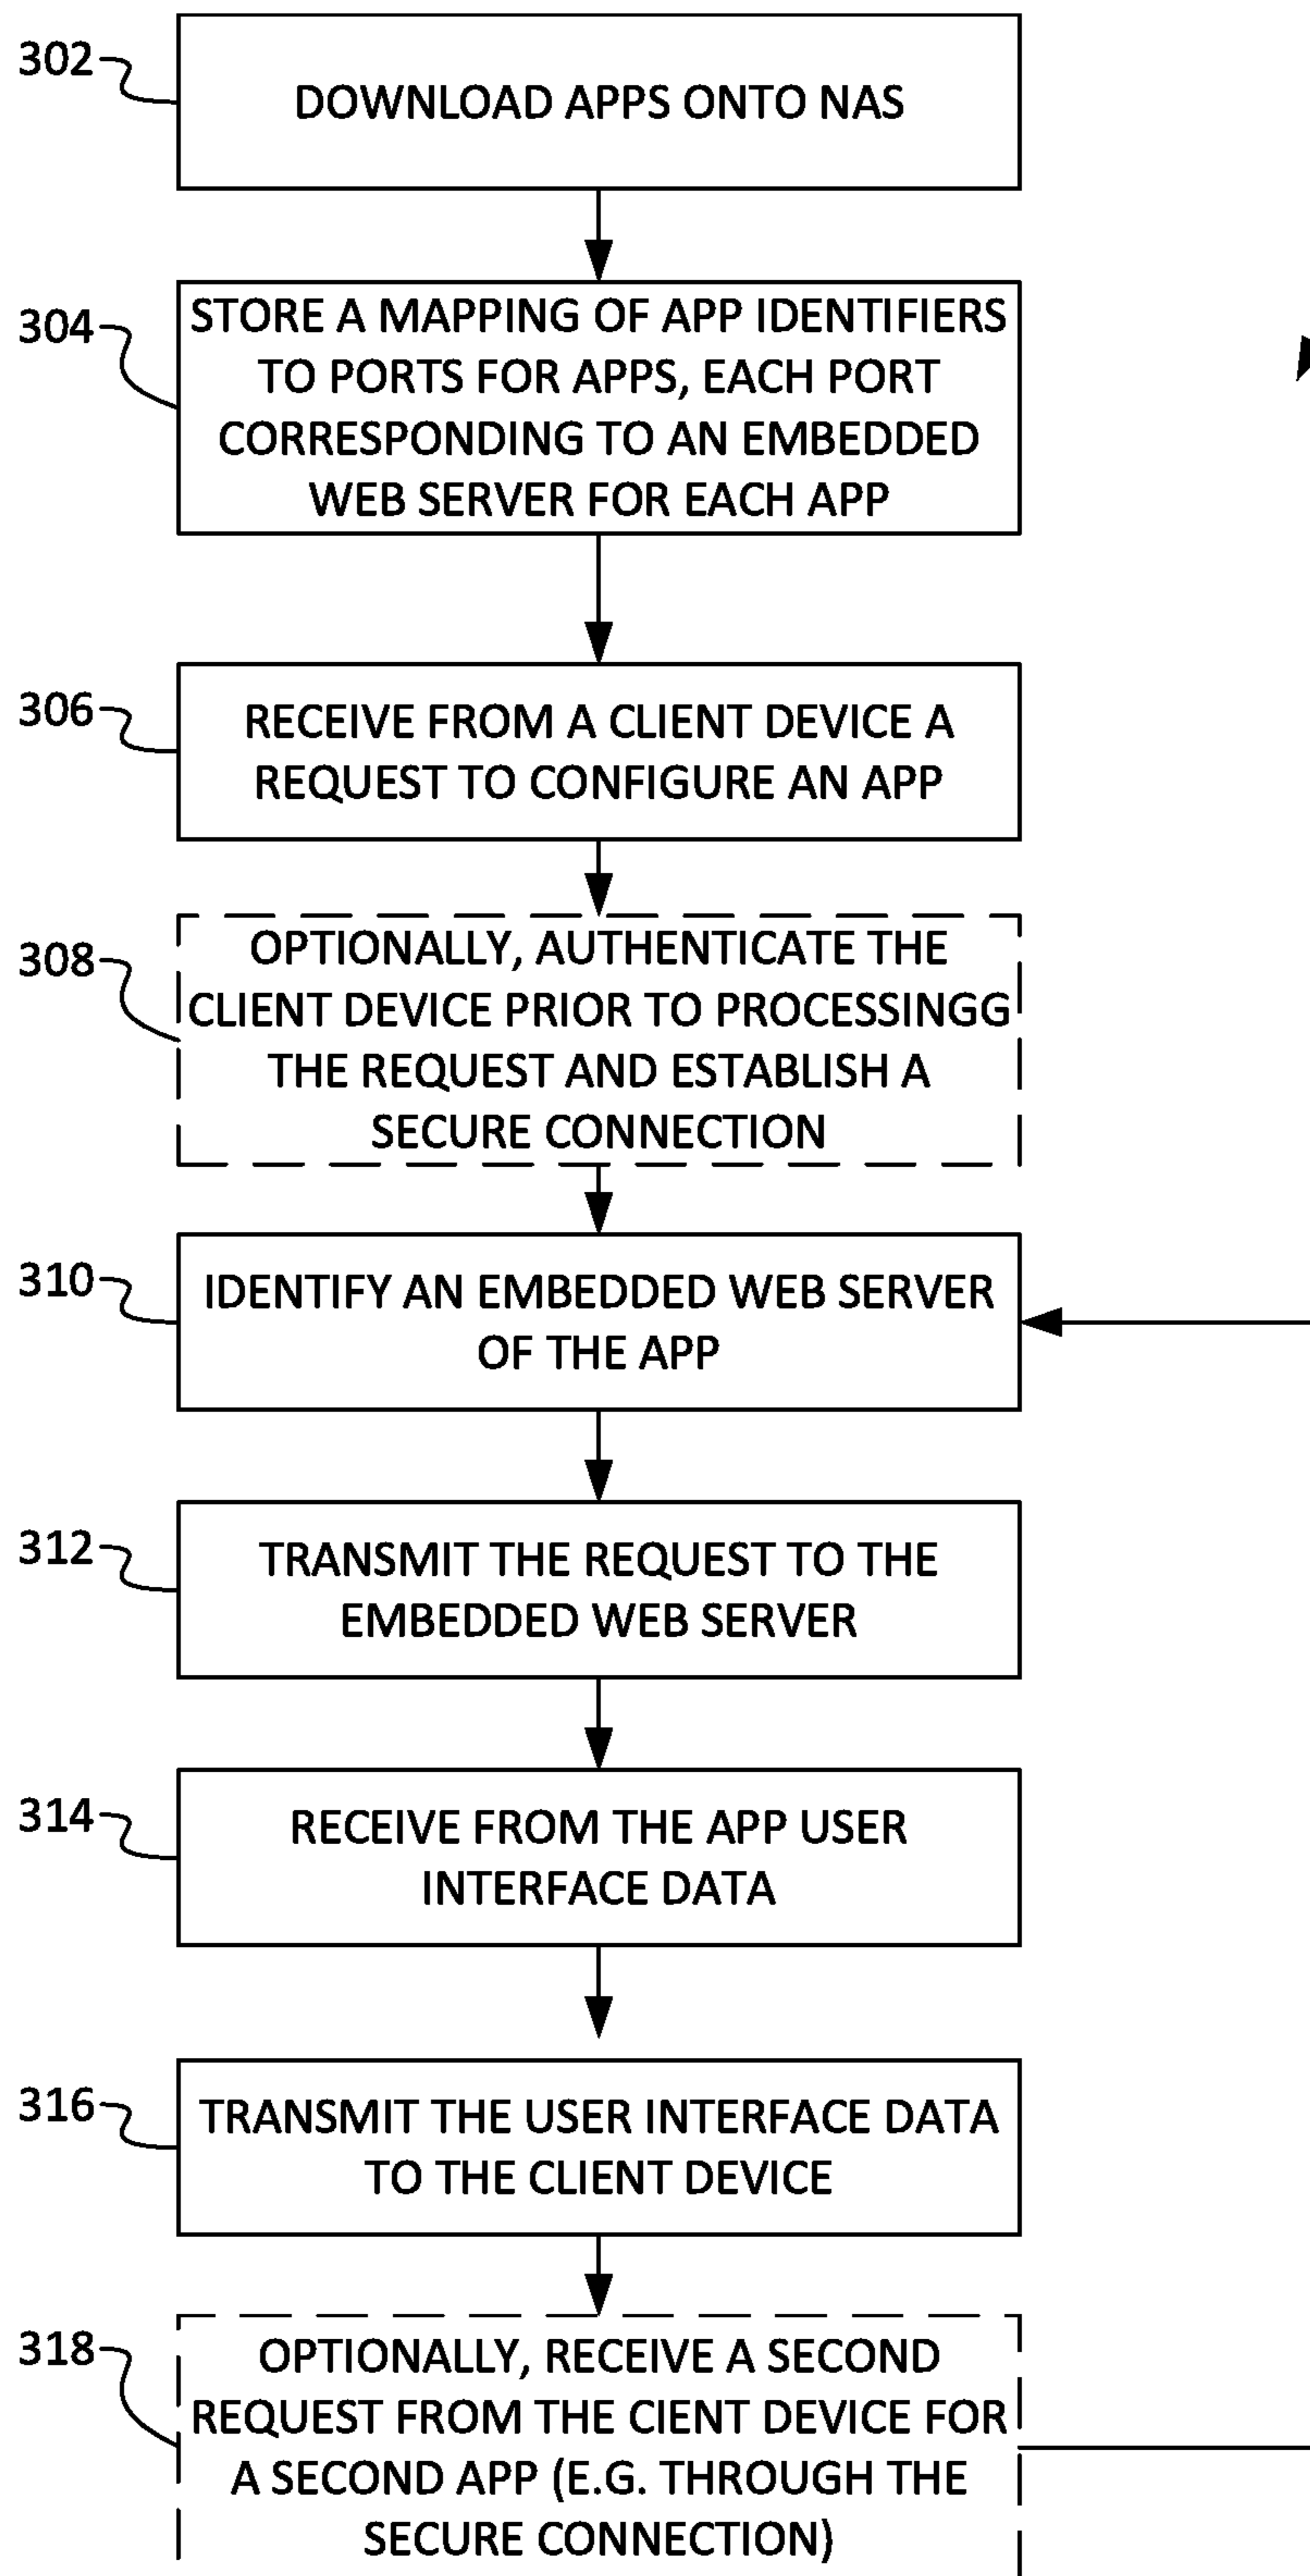 302
DOWNLOAD APPS ONTO NAS
304
STORE A MAPPING OF APP IDENTIFIERS
TO PORTS FOR APPS, EACH PORT
CORRESPONDING TO AN EMBEDDED
WEB SERVER FOR EACH APP
306
RECEIVE FROM A CLIENT DEVICE A
REQUEST TO CONFIGURE AN APP
308
OPTIONALLY, AUTHENTICATE THE
CLIENT DEVICE PRIOR TO PROCESSINGG
THE REQUEST AND ESTABLISH A
SECURE CONNECTION
310
IDENTIFY AN EMBEDDED WEB SERVER
OF THE APP
312
TRANSMIT THE REQUEST TO THE
EMBEDDED WEB SERVER
314
RECEIVE FROM THE APP USER
INTERFACE DATA
316
TRANSMIT THE USER INTERFACE DATA
TO THE CLIENT DEVICE
318
OPTIONALLY, RECEIVE A SECOND
REQUEST FROM THE CIENT DEVICE FOR
A SECOND APP (E.G. THROUGH THE
SECURE CONNECTION)